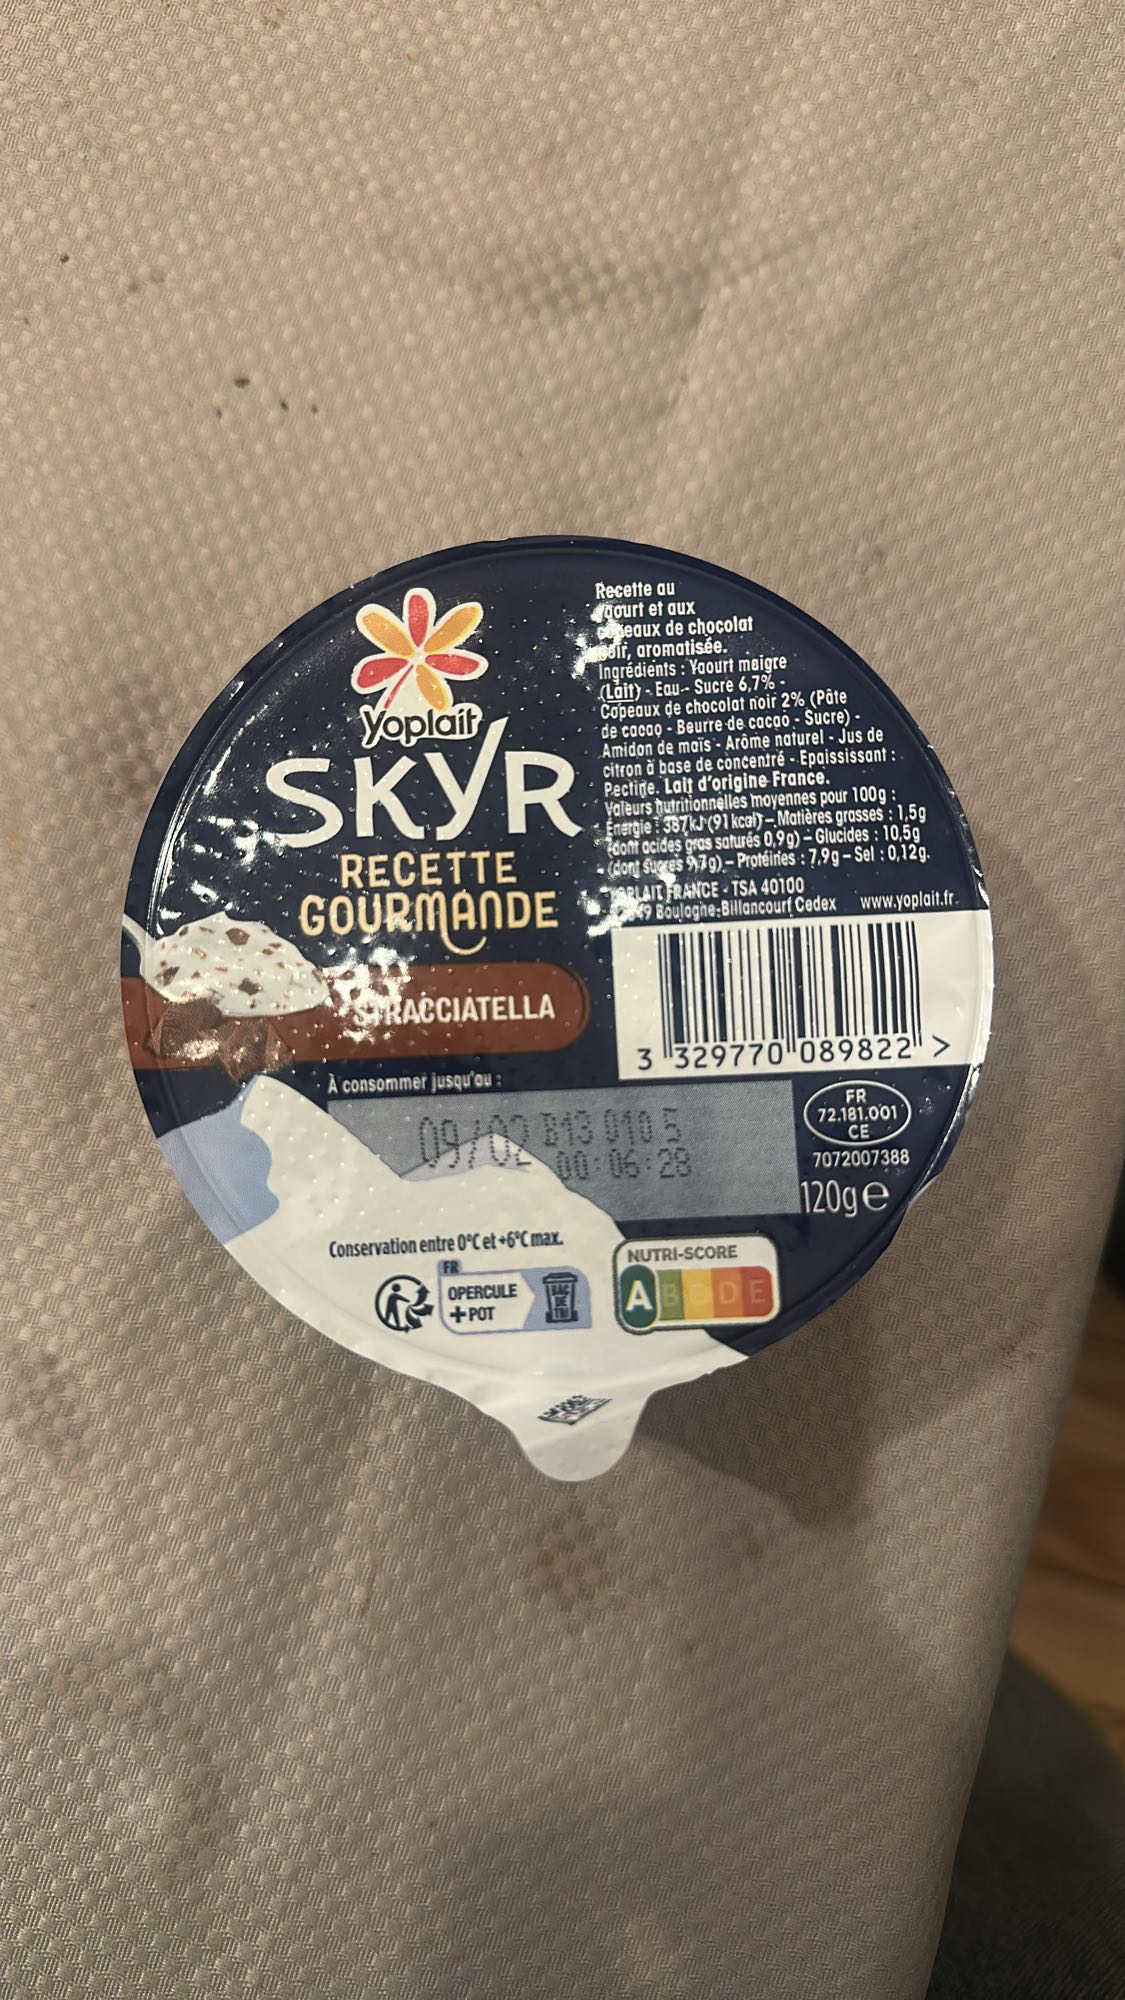 Yoplait
SKYR
RECETTE
GOURMANDE
STRACCIATELLA
Recette au
yaourt et aux
copeaux de chocolat
noir, aromatisée.
Ingrédients : Yaourt maigre
(Lait) - Eau - Sucre 6,7% -
Copeaux de chocolat noir 2% (Pâte
de cacao - Beurre de cacao - Sucre) -
Amidon de maïs - Arôme naturel - Jus de
citron à base de concentré - Epaississant :
Pectine. Lait d'origine France.
Valeurs nutritionnelles moyennes pour 100g :
Énergie : 387kJ (91 kcal) – Matières grasses : 1,5g
(dont acides gras saturés 0,9g) – Glucides : 10,5g
(dont sucres 9,7g) – Protéines : 7,9g – Sel : 0,12g.
YOPLAIT FRANCE - TSA 40100
Boulogne-Billancourt Cedex www.yoplait.fr.
3 329770 089822 >
À consommer jusqu'au :
09/02 B13 010 5
00:06:28
FR
72.181.001
CE
7072007388
120g e
Conservation entre 0°C et +6°C max.
FR
OPERCULE
+ POT
BAC
DE
TRI
NUTRI-SCORE
A B C D E